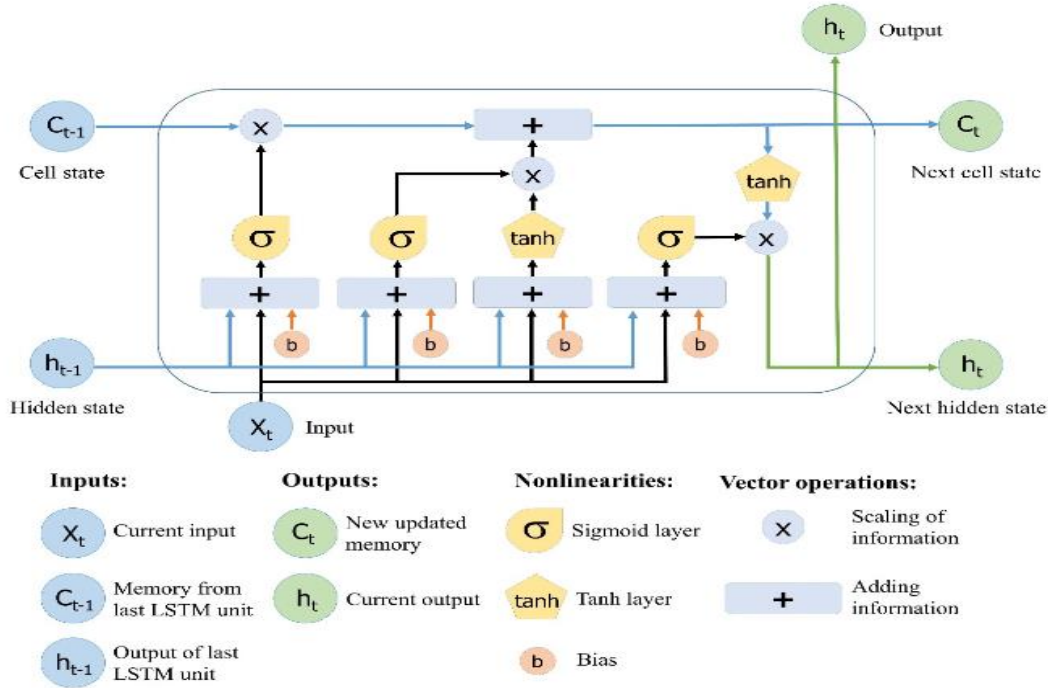 hₜ Output
Cₜ₋₁ x + Cₜ
Cell state Next cell state
x tanh
σ σ tanh σ x
+ + + +
b b b b
hₜ₋₁ hₜ
Hidden state Next hidden state
Xₜ Input
Inputs: Outputs: Nonlinearities: Vector operations:
Xₜ Current input
Cₜ₋₁ Memory from
last LSTM unit
hₜ₋₁ Output of last
LSTM unit
Cₜ New updated
memory
hₜ Current output
σ Sigmoid layer
tanh Tanh layer
b Bias
x Scaling of
information
+ Adding
information